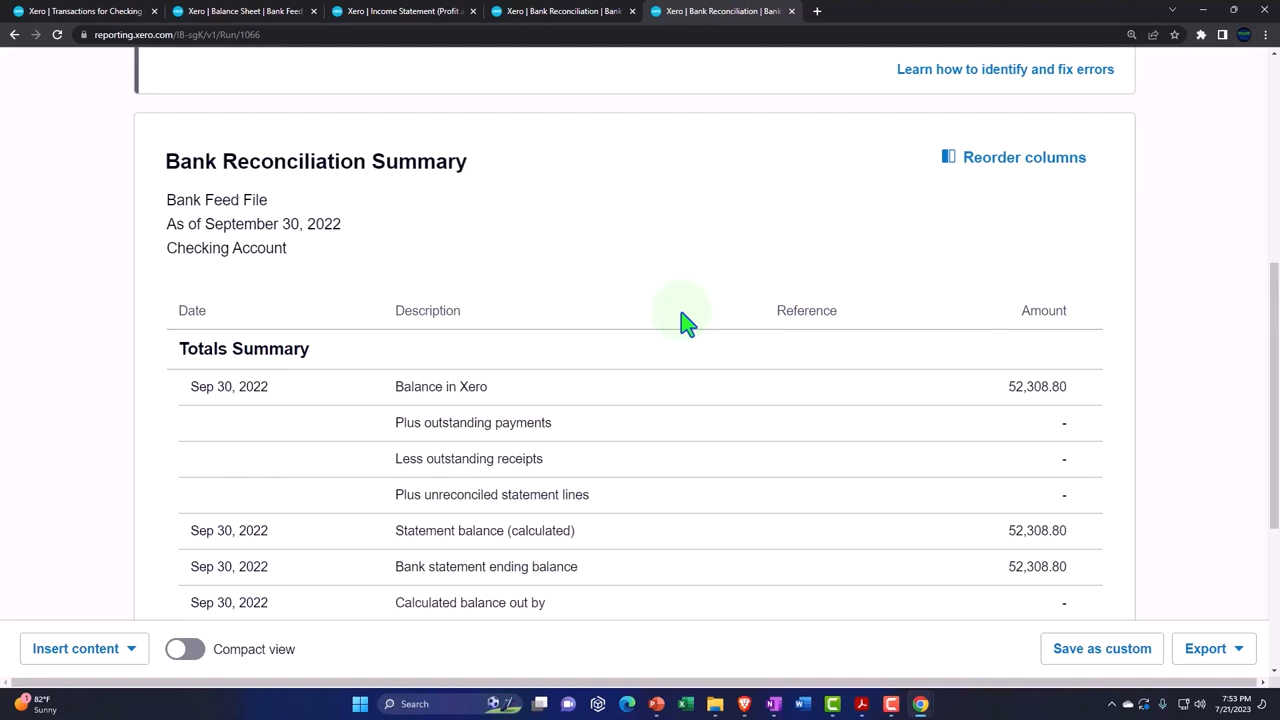 Xero | Transactions for Checking
Xero | Balance Sheet | Bank Feed
Xero | Income Statement (Profit a
Xero | Bank Reconciliation | Bank
Xero | Bank Reconciliation | Bank
reporting.xero.com/!B-sgK/v1/Run/1066
Learn how to identify and fix errors
Bank Reconciliation Summary
Reorder columns
Bank Feed File
As of September 30, 2022
Checking Account
Date Description Reference Amount
Totals Summary
Sep 30, 2022 Balance in Xero 52,308.80
Plus outstanding payments -
Less outstanding receipts -
Plus unreconciled statement lines -
Sep 30, 2022 Statement balance (calculated) 52,308.80
Sep 30, 2022 Bank statement ending balance 52,308.80
Sep 30, 2022 Calculated balance out by -
Insert content
Compact view
Save as custom
Export
1
82°F
Sunny
Search
7:53 PM
7/21/2023